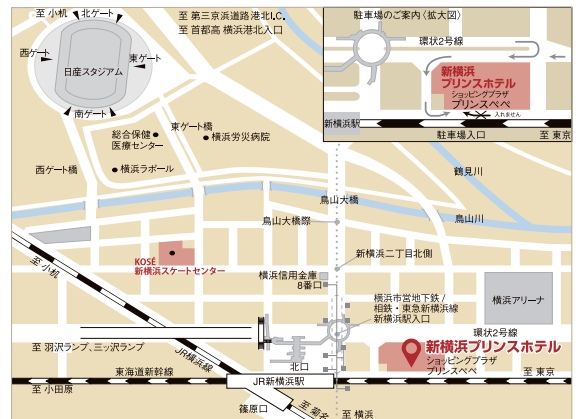 至 小机
北ゲート
西ゲート
日産スタジアム
東ゲート
南ゲート
至 第三京浜道路港北I.C.
至 首都高 横浜港北入口
総合保健
医療センター
東ゲート橋
横浜労災病院
横浜ラポール
西ゲート橋
駐車場のご案内〈拡大図〉
環状2号線
新横浜
プリンスホテル
ショッピングプラザ
プリンスペペ
入れません
新横浜駅
駐車場入口
至 東京
鶴見川
鳥山大橋
鳥山川
鳥山大橋際
至 小机
KOSÉ
新横浜スケートセンター
新横浜二丁目北側
横浜信用金庫
8番口
横浜市営地下鉄 /
相鉄・東急新横浜線
新横浜駅入口
横浜アリーナ
環状2号線
至 羽沢ランプ、三ッ沢ランプ
JR横浜線
新横浜プリンスホテル
ショッピングプラザ
プリンスペペ
北口
東海道新幹線
至 小田原
JR新横浜駅
至 東京
篠原口
至 菊名
至 横浜